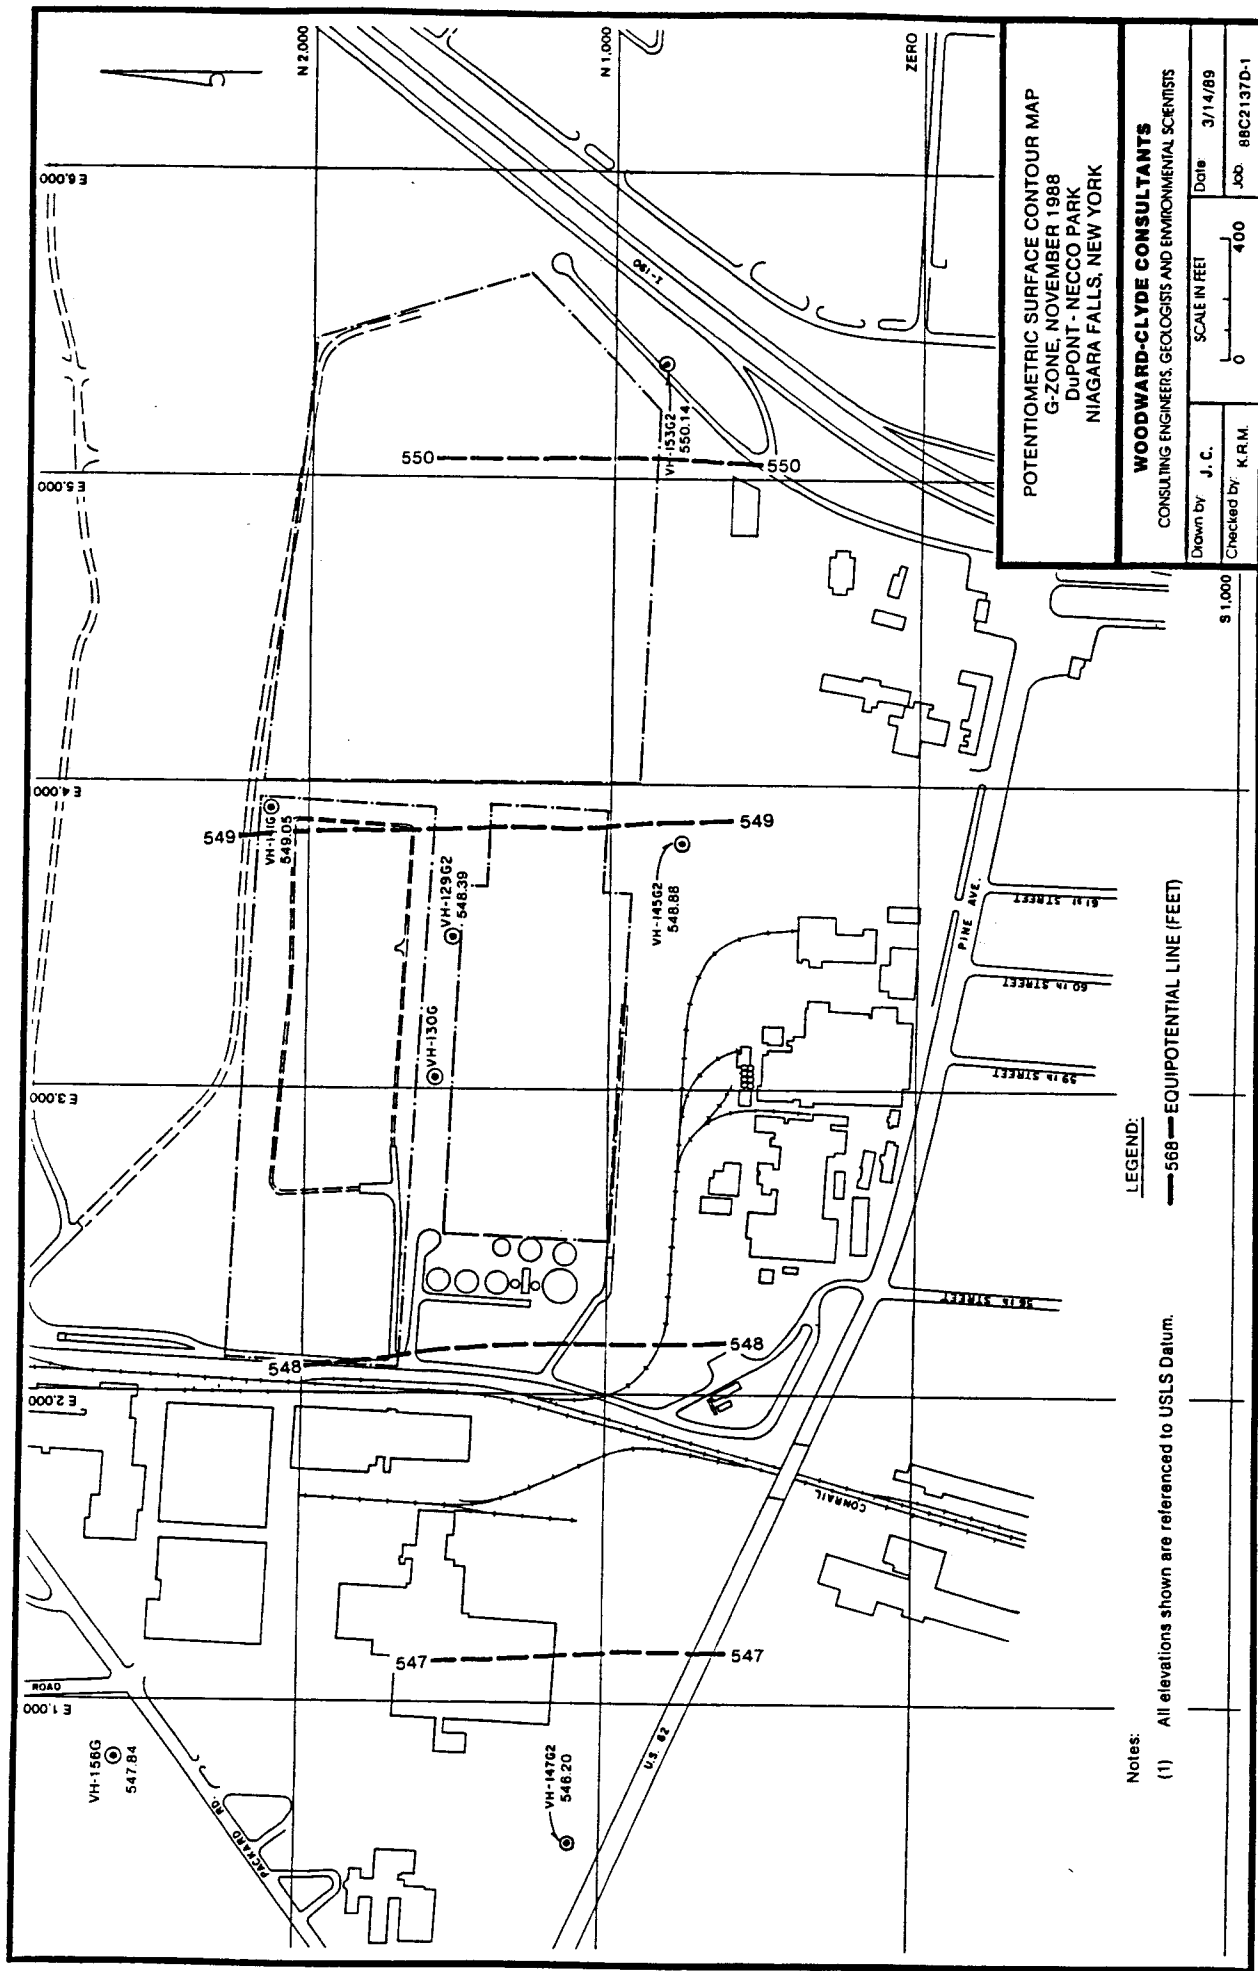 POTENTIOMETRIC SURFACE CONTOUR MAP
G-ZONE, NOVEMBER 1988
DuPONT - NECCO PARK
NIAGARA FALLS, NEW YORK
WOODWARD-CLYDE CONSULTANTS
CONSULTING ENGINEERS, GEOLOGISTS AND ENVIRONMENTAL SCIENTISTS
Drawn by: J. C.
SCALE IN FEET
0 400
Date: 3/14/89
Checked by: K.R.M.
Job: 88C2137D-1
N 2,000
N 1,000
ZERO
S 1,000
E 6,000
E 5,000
E 4,000
E 3,000
E 2,000
E 1,000
I-190
550
550
VH-153G2
550.14
549
549
VH-141G
549.05
VH-129G2
548.39
VH-145G2
548.88
VH-130G
548
548
547
547
VH-156G
547.84
VH-147G2
546.20
ROAD
PACKARD RD.
U.S. 62
CONRAIL
PINE AVE.
61st STREET
60 th STREET
59 th STREET
56 th STREET
LEGEND:
568 EQUIPOTENTIAL LINE (FEET)
Notes:
(1) All elevations shown are referenced to USLS Datum.